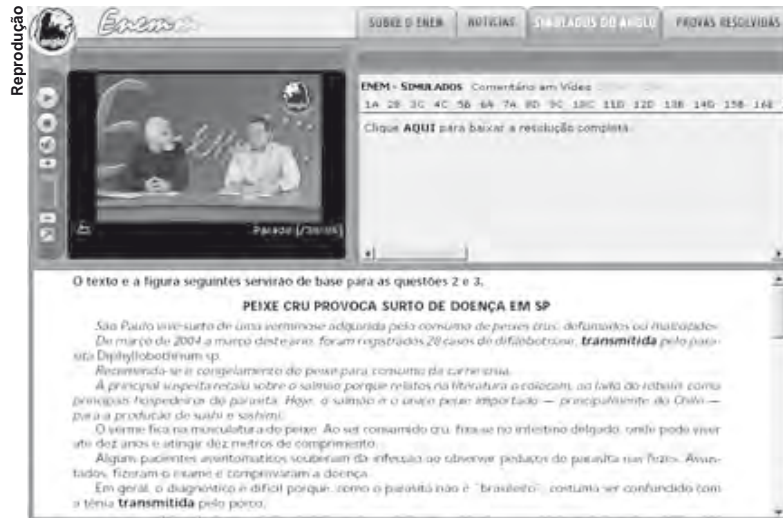 Reprodução
Enem
SOBRE O ENEM
NOTÍCIAS
SIMULADOS DO ANGLO
PROVAS RESOLVIDAS
ENEM - SIMULADOS Comentário em Vídeo
1A 2B 3C 4C 5B 6A 7A 8D 9C 10C 11D 12D 13B 14D 15B 16E
Clique AQUI para baixar a resolução completa.
Parado
O texto e a figura seguintes servirão de base para as questões 2 e 3.
PEIXE CRU PROVOCA SURTO DE DOENÇA EM SP
São Paulo vive surto de uma verminose adquirida pelo consumo de peixes crus, defumados ou malcozidos.
De março de 2004 a março deste ano, foram registrados 28 casos de difilobotriose, transmitida pelo para-
sita Diphyllobothrium sp.
Recomenda-se o congelamento do peixe para consumo da carne crua.
A principal suspeita recaiu sobre o salmão porque relatos na literatura o colocam, ao lado do robalo, como
principais hospedeiros do parasita. Hoje, o salmão é o único peixe importado — principalmente do Chile —
para a produção de sushi e sashimi.
O verme fica na musculatura do peixe. Ao ser consumido cru, fixa-se no intestino delgado, onde pode viver
até dez anos e atingir dez metros de comprimento.
Alguns pacientes assintomáticos souberam da infecção ao observar pedaços do parasita nas fezes. Assus-
tados, fizeram o exame e comprovaram a doença.
Em geral, o diagnóstico é difícil porque, como o parasita não é "brasileiro", costuma ser confundido com
a tênia transmitida pelo porco.